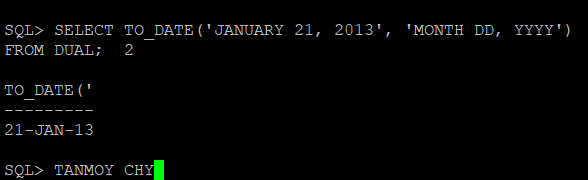 SQL> SELECT TO_DATE('JANUARY 21, 2013', 'MONTH DD, YYYY')
FROM DUAL;  2
TO_DATE('
---------
21-JAN-13
SQL> TANMOY CHY